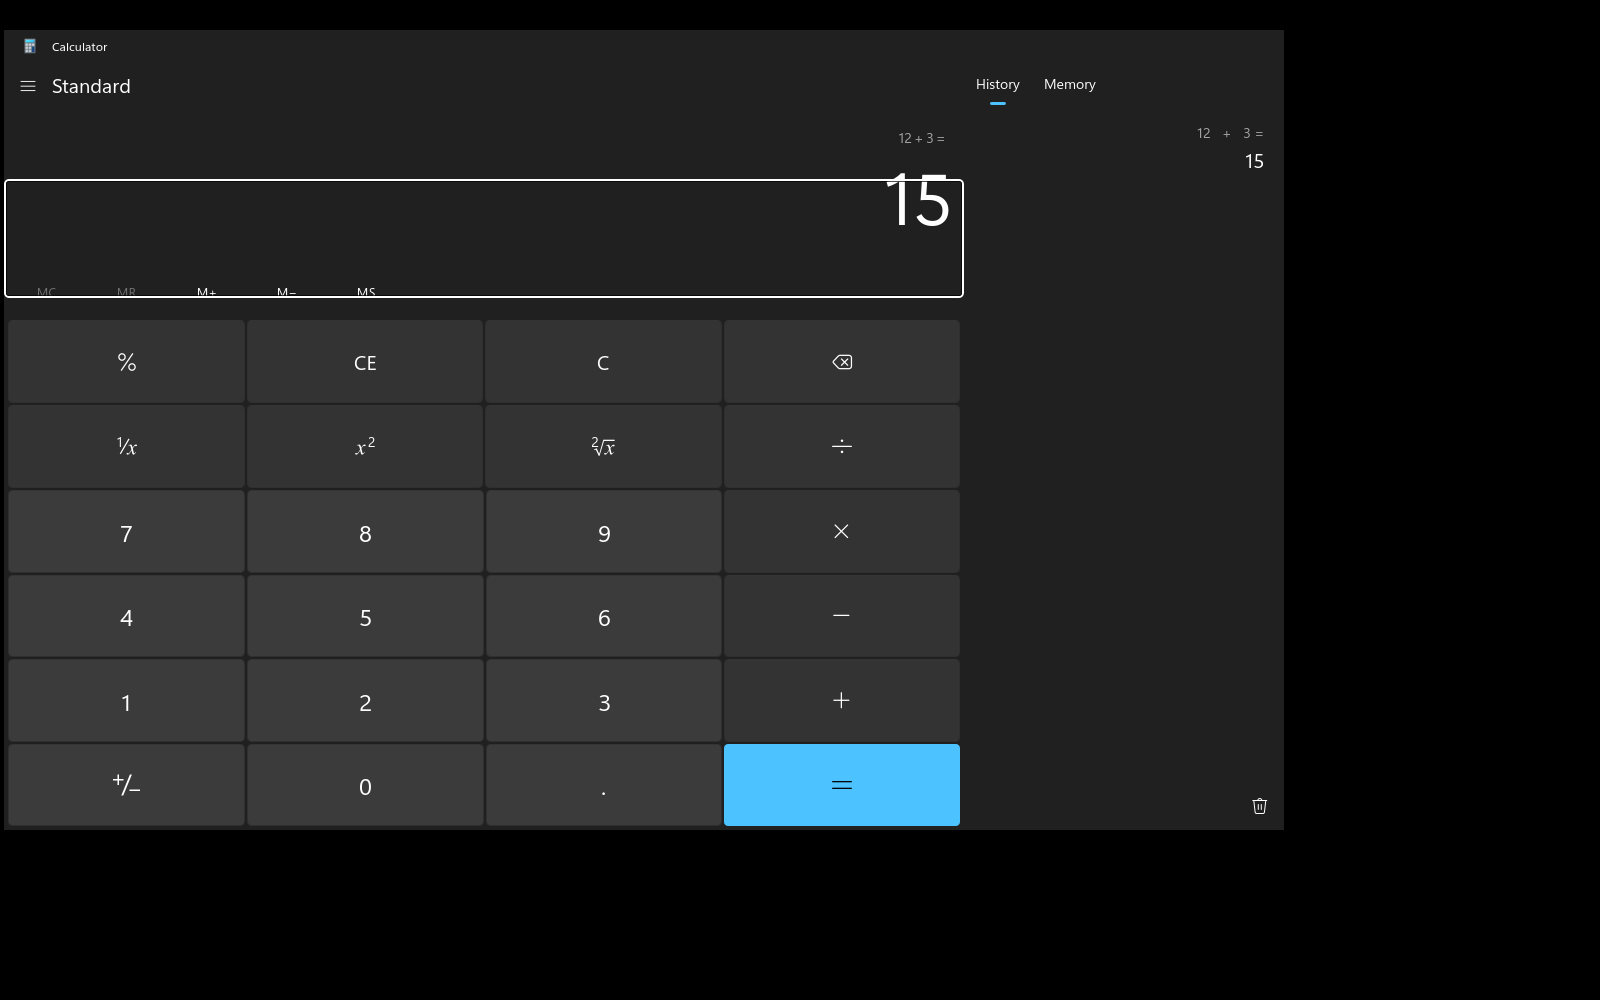 Calculator
Standard
History Memory
12 + 3 =
15
12 + 3 =
15
MC MR M+ M− MS
% CE C
¹/x x² ²√x ÷
7 8 9 ×
4 5 6 −
1 2 3 +
+/− 0 . =